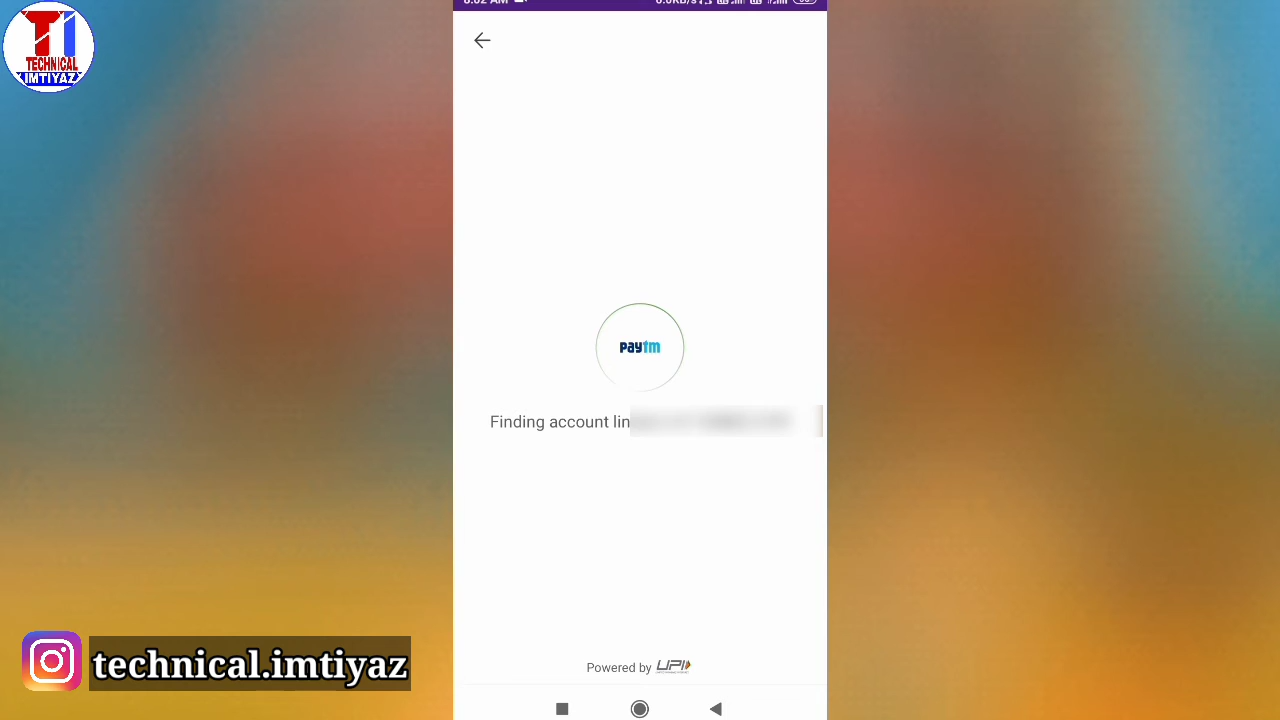 TECHNICAL
IMTIYAZ
Finding account lin
paytm
Powered by UPI
technical.imtiyaz